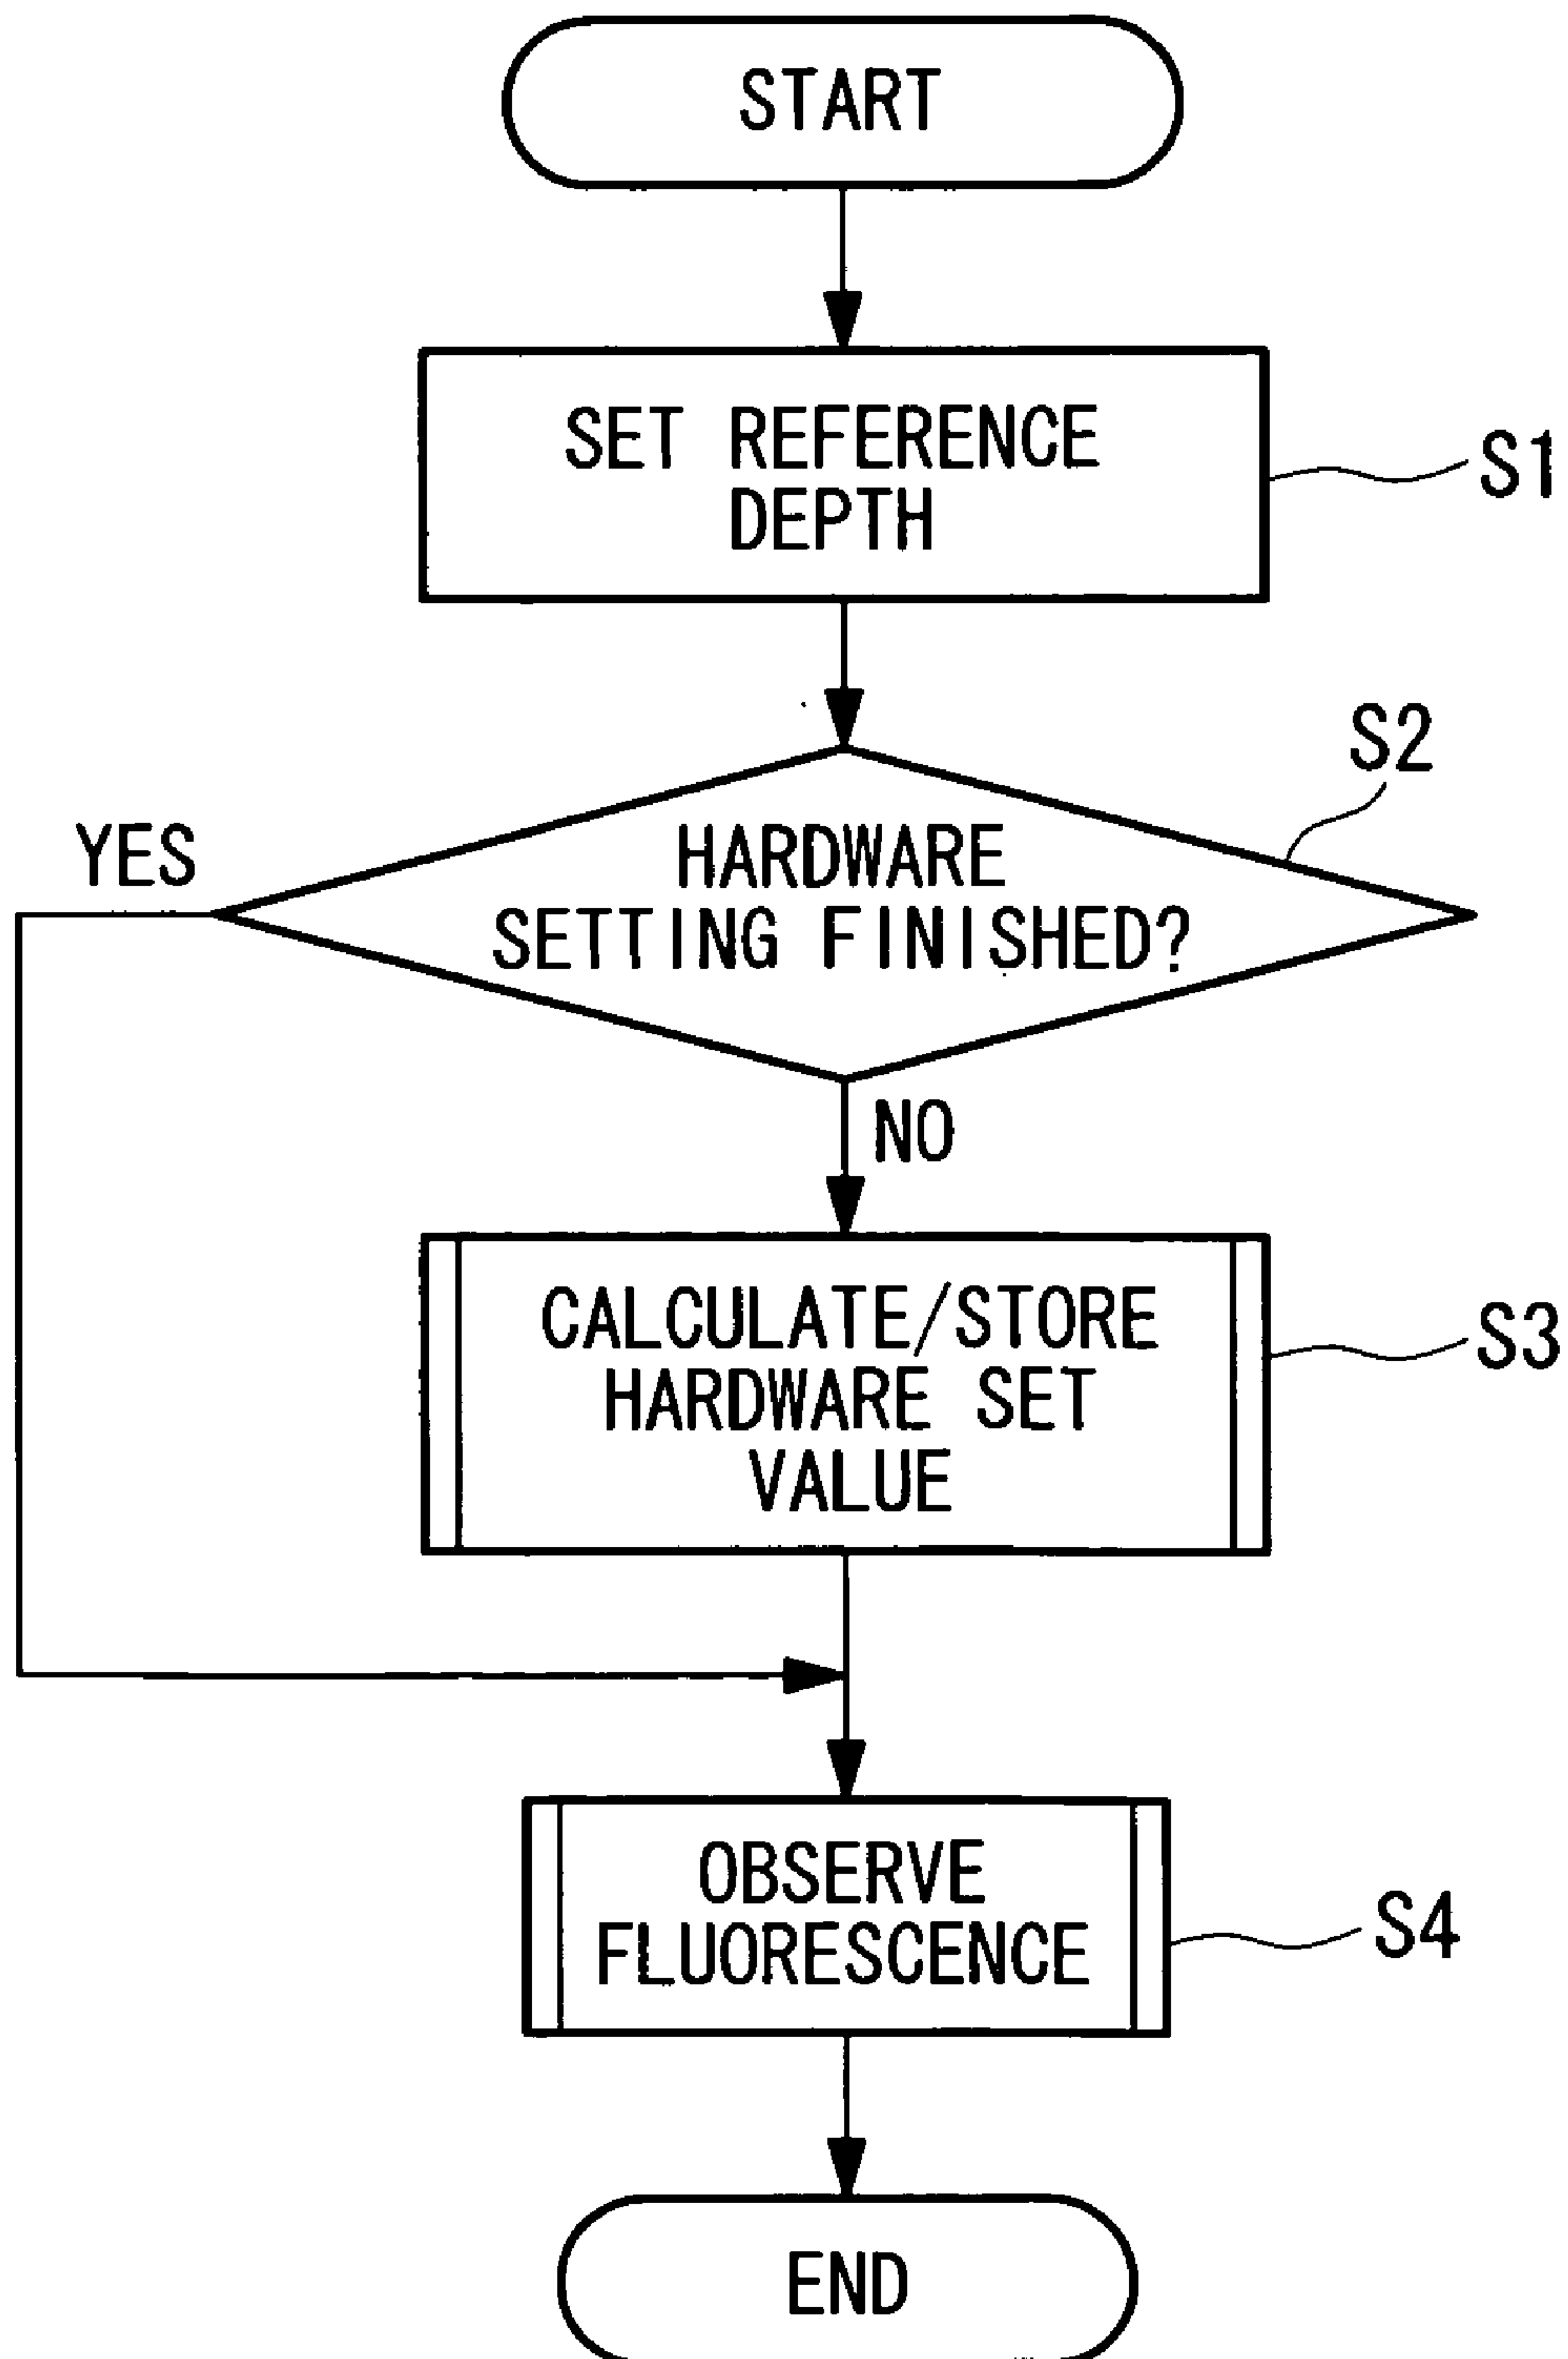 START
SET REFERENCE
DEPTH
S1
S2
YES
HARDWARE
SETTING FINISHED?
NO
CALCULATE/STORE
HARDWARE SET
VALUE
S3
OBSERVE
FLUORESCENCE
S4
END